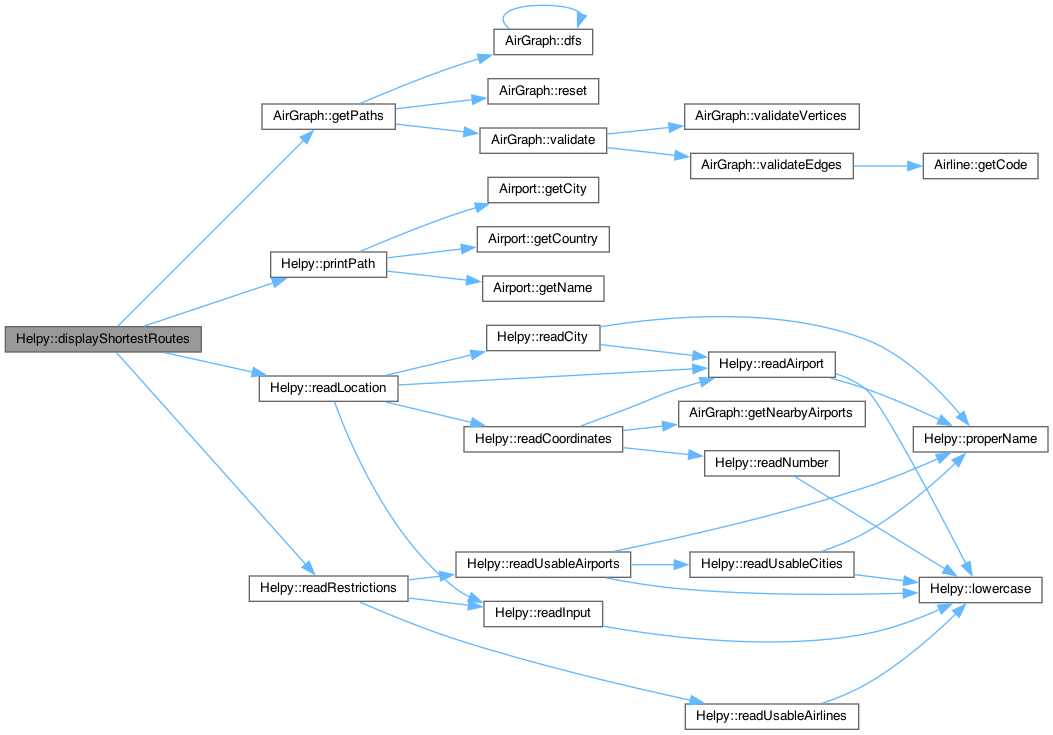 AirGraph::dfs
AirGraph::reset
AirGraph::getPaths
AirGraph::validateVertices
AirGraph::validate
AirGraph::validateEdges
Airline::getCode
Airport::getCity
Airport::getCountry
Helpy::printPath
Airport::getName
Helpy::displayShortestRoutes
Helpy::readCity
Helpy::readAirport
Helpy::readLocation
AirGraph::getNearbyAirports
Helpy::readCoordinates
Helpy::properName
Helpy::readNumber
Helpy::readUsableAirports
Helpy::readUsableCities
Helpy::readRestrictions
Helpy::lowercase
Helpy::readInput
Helpy::readUsableAirlines